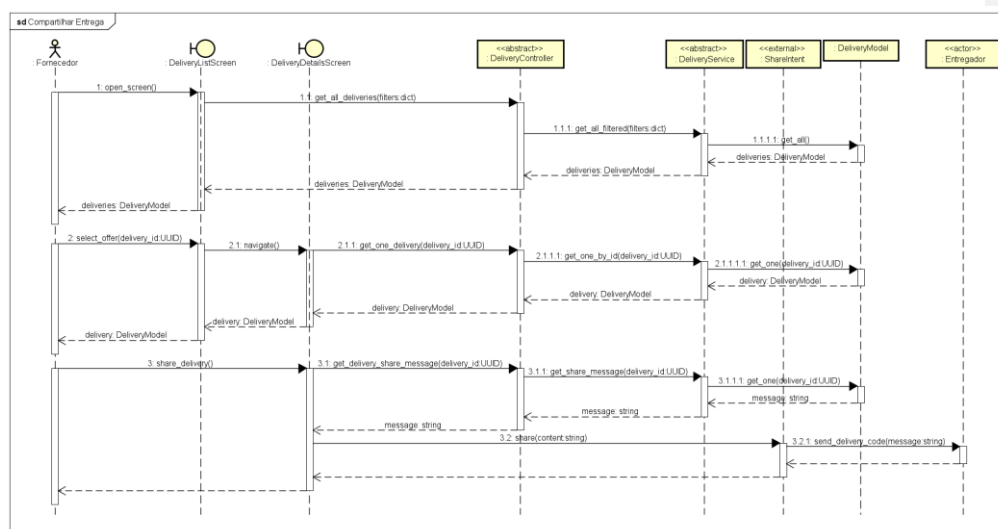 sd Compartilhar Entrega
: Fornecedor
: DeliveryListScreen
: DeliveryDetailsScreen
<<abstract>>
: DeliveryController
<<abstract>>
: DeliveryService
<<external>>
: ShareIntent
: DeliveryModel
<<actor>>
: Entregador
1: open_screen()
1.1: get_all_deliveries(filters:dict)
1.1.1: get_all_filtered(filters:dict)
1.1.1.1: get_all()
deliveries: DeliveryModel
deliveries: DeliveryModel
deliveries: DeliveryModel
deliveries: DeliveryModel
2: select_offer(delivery_id:UUID)
2.1: navigate()
2.1.1: get_one_delivery(delivery_id:UUID)
2.1.1.1: get_one_by_id(delivery_id:UUID)
2.1.1.1.1: get_one(delivery_id:UUID)
delivery: DeliveryModel
delivery: DeliveryModel
delivery: DeliveryModel
delivery: DeliveryModel
delivery: DeliveryModel
3: share_delivery()
3.1: get_delivery_share_message(delivery_id:UUID)
3.1.1: get_share_message(delivery_id:UUID)
3.1.1.1: get_one(delivery_id:UUID)
message: string
message: string
message: string
3.2: share(content:string)
3.2.1: send_delivery_code(message:string)